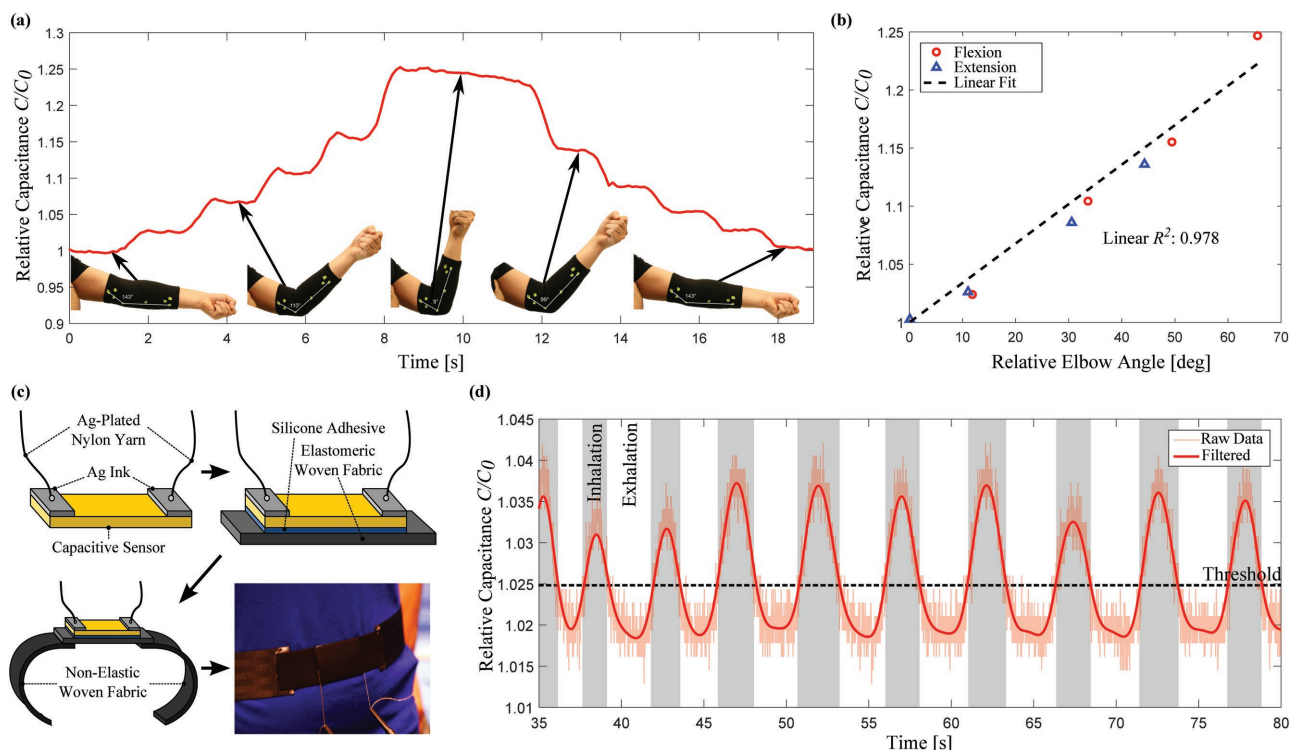 (a)
Relative Capacitance C/C0
1.3
1.25
1.2
1.15
1.1
1.05
1
0.95
0.9
143°
110°
99°
143°
0
2
4
6
8
10
12
14
16
18
Time [s]
(b)
Relative Capacitance C/C0
1.25
1.2
1.15
1.1
1.05
1
Flexion
Extension
Linear Fit
Linear R²: 0.978
0
10
20
30
40
50
60
70
Relative Elbow Angle [deg]
(c)
Ag-Plated
Nylon Yarn
Ag Ink
Capacitive Sensor
Silicone Adhesive
Elastomeric
Woven Fabric
Non-Elastic
Woven Fabric
(d)
Relative Capacitance C/C0
1.045
1.04
1.035
1.03
1.025
1.02
1.015
1.01
Inhalation
Exhalation
Raw Data
Filtered
Threshold
35
40
45
50
55
60
65
70
75
80
Time [s]